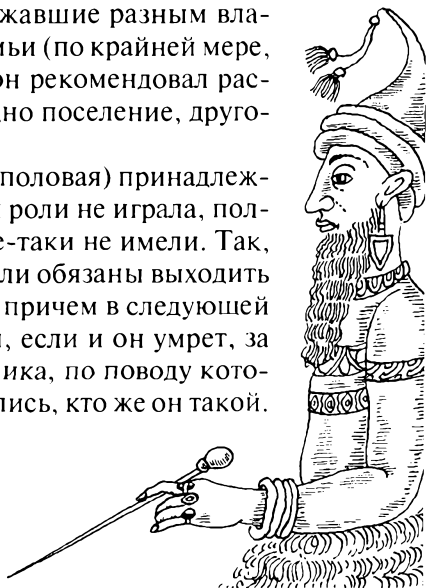 жавшие разным вла-
мьи (по крайней мере,
он рекомендовал рас-
дно поселение, друго-
половая) принадлеж-
роли не играла, пол-
е-таки не имели. Так,
ли обязаны выходить
причем в следующей
, если и он умрет, за
ика, по поводу кото-
лись, кто же он такой.